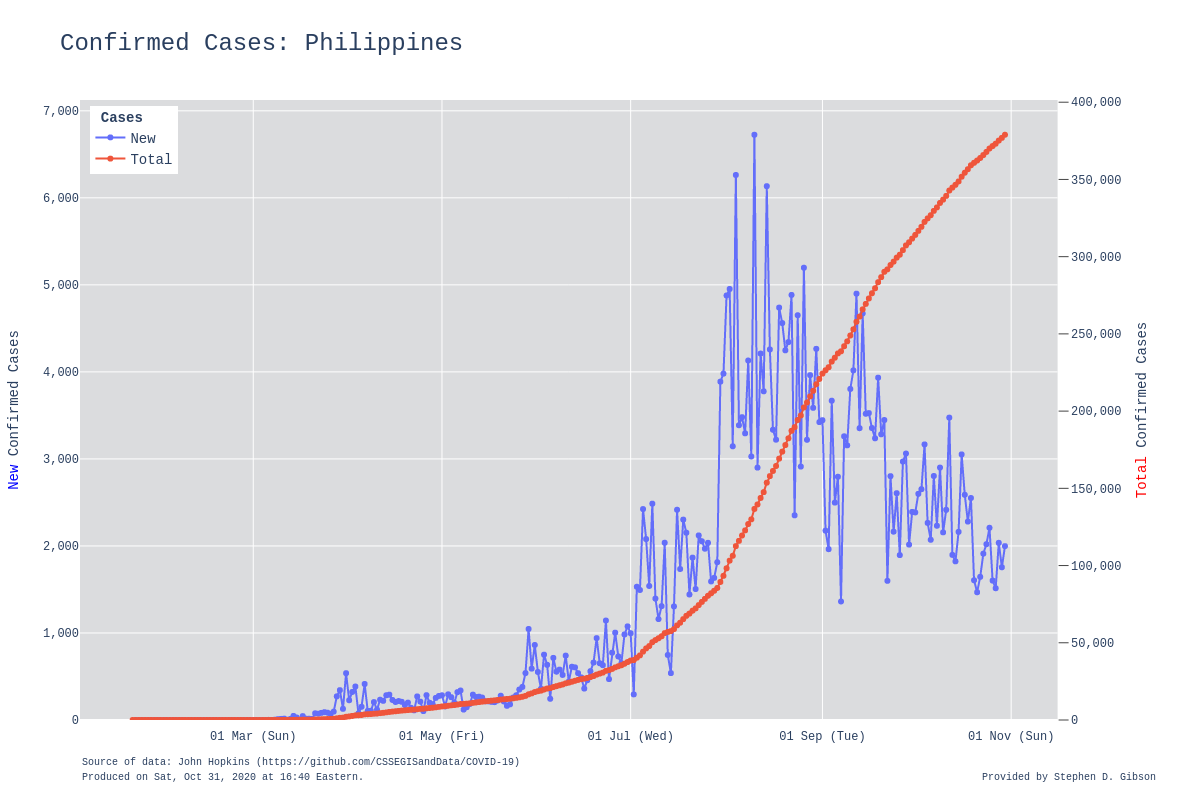 Confirmed Cases: Philippines
Cases
New
Total
7,000
6,000
5,000
4,000
3,000
2,000
1,000
0
New Confirmed Cases
400,000
350,000
300,000
250,000
200,000
150,000
100,000
50,000
0
Total Confirmed Cases
01 Mar (Sun)
01 May (Fri)
01 Jul (Wed)
01 Sep (Tue)
01 Nov (Sun)
Source of data: John Hopkins (https://github.com/CSSEGISandData/COVID-19)
Produced on Sat, Oct 31, 2020 at 16:40 Eastern.
Provided by Stephen D. Gibson